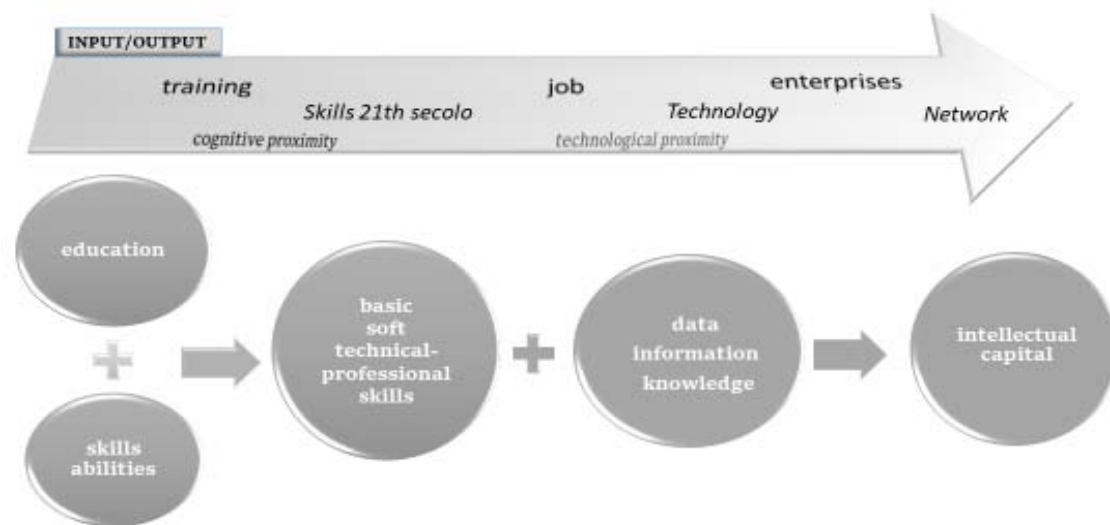 INPUT/OUTPUT
training
job
enterprises
Skills 21th secolo
Technology
Network
cognitive proximity
technological proximity
education
skills
abilities
basic
soft
technical-
professional
skills
data
information
knowledge
intellectual
capital